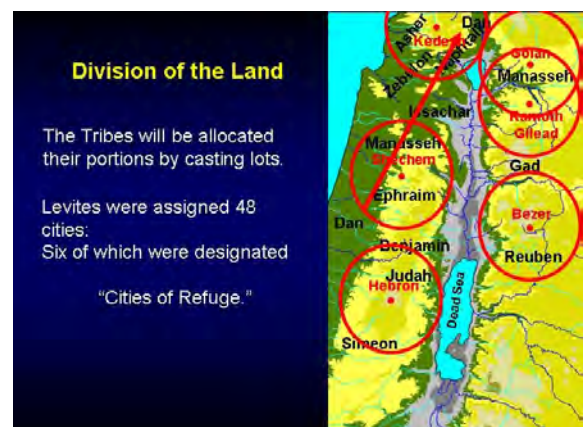 Division of the Land
The Tribes will be allocated
their portions by casting lots.
Levites were assigned 48
cities:
Six of which were designated
“Cities of Refuge.”
Dan
Asher
Kedesh
Naphtali
Zebulon
Golan
Manasseh
Issachar
Ramoth
Gilead
Manasseh
Shechem
Gad
Ephraim
Dan
Bezer
Benjamin
Reuben
Judah
Hebron
Dead Sea
Simeon